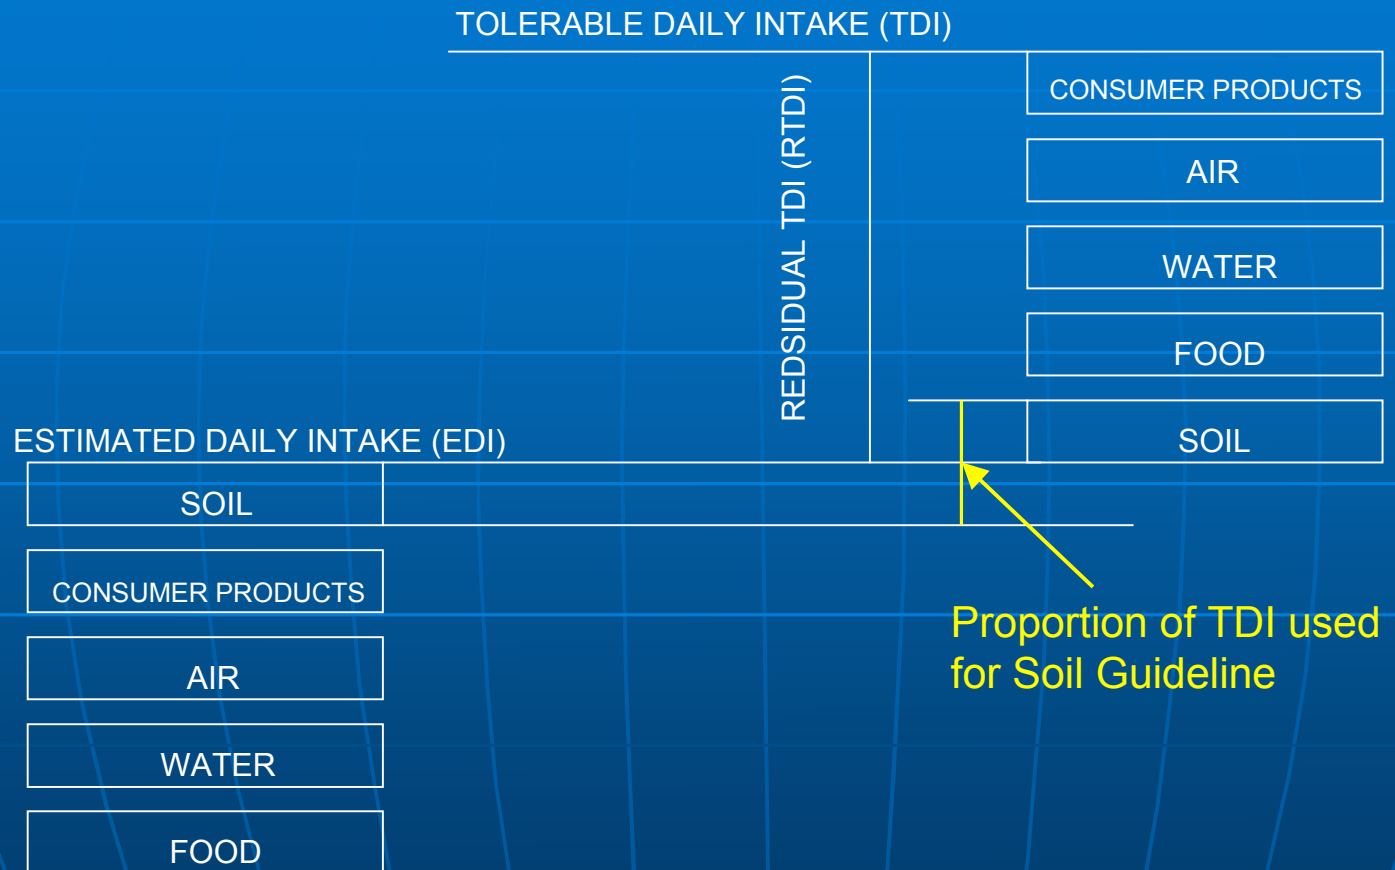 TOLERABLE DAILY INTAKE (TDI)
REDSIDUAL TDI (RTDI)
CONSUMER PRODUCTS
AIR
WATER
FOOD
SOIL
ESTIMATED DAILY INTAKE (EDI)
SOIL
CONSUMER PRODUCTS
AIR
WATER
FOOD
Proportion of TDI used
for Soil Guideline